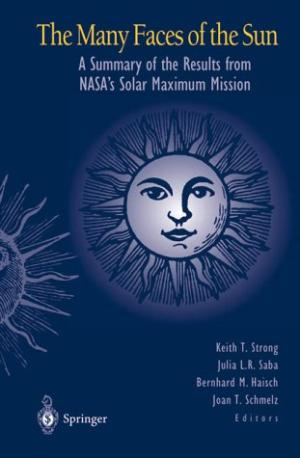 The Many Faces of the Sun
A Summary of the Results from
NASA's Solar Maximum Mission
Keith T. Strong
Julia L.R. Saba
Bernhard M. Haisch
Joan T. Schmelz
Editors
Springer